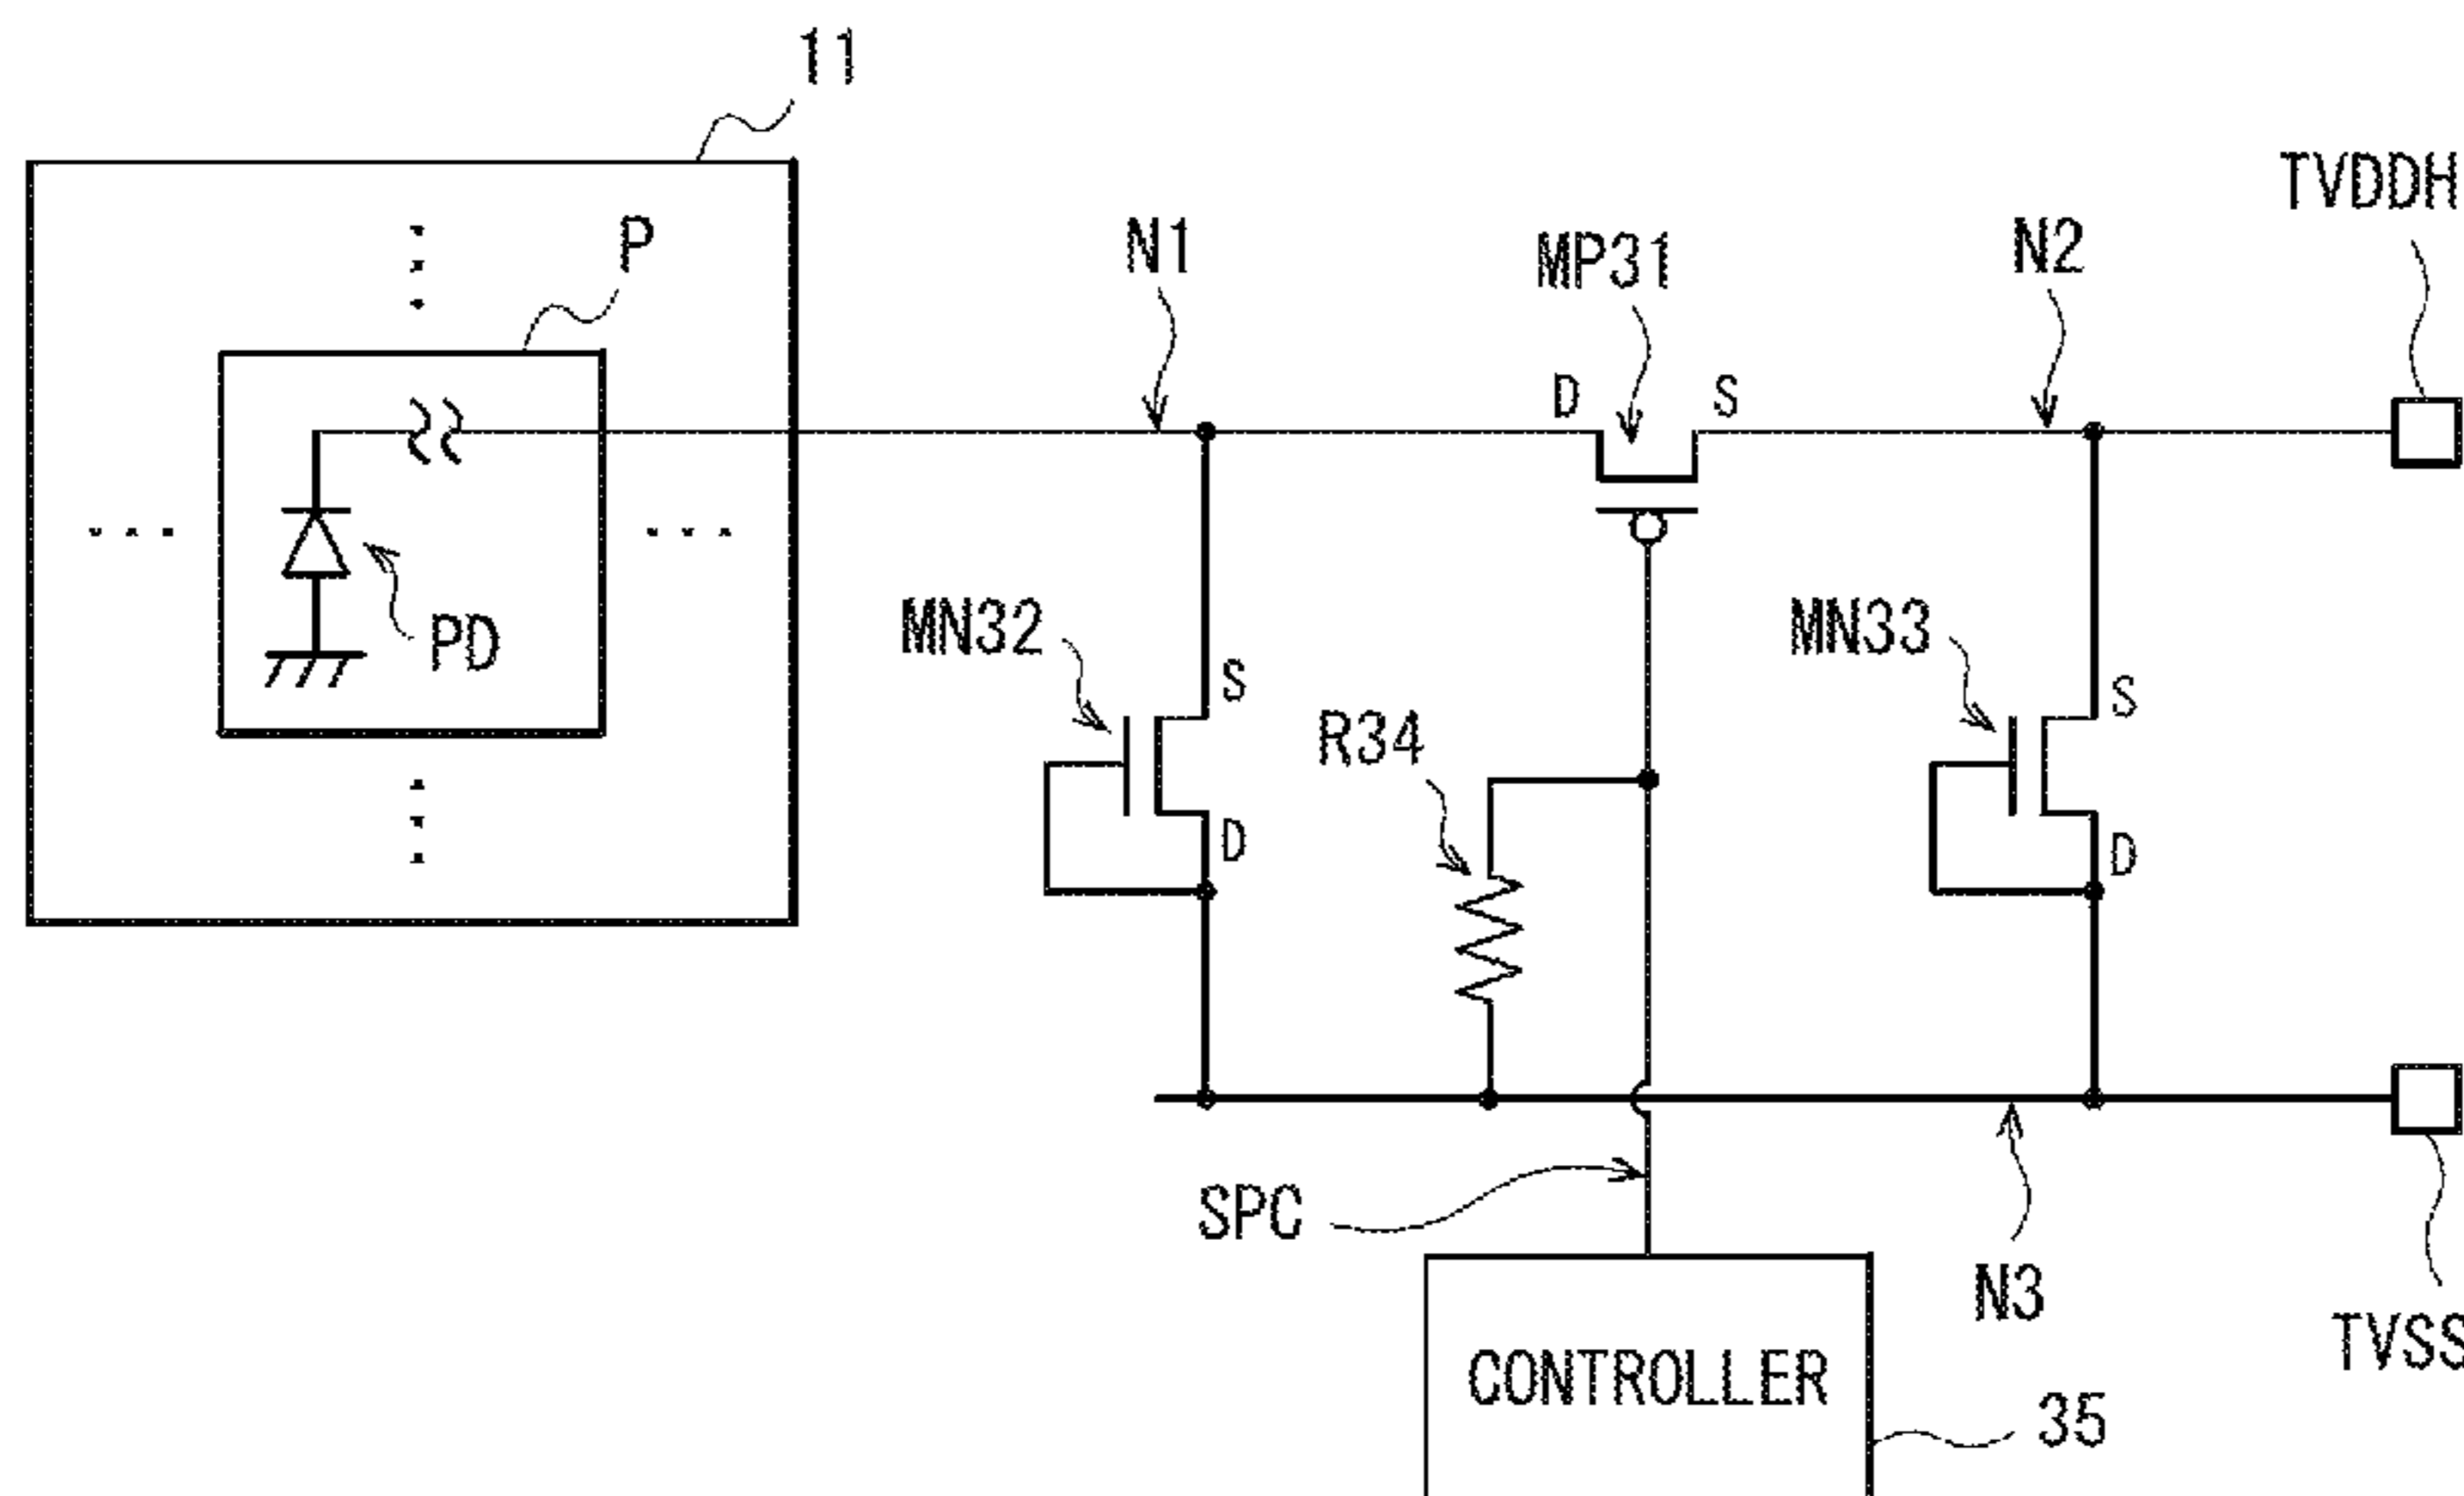 11
TVDDH
P
N1
MP31
N2
D
S
MN32
PD
MN33
S
S
R34
D
D
SPC
N3
TVSS
CONTROLLER
35